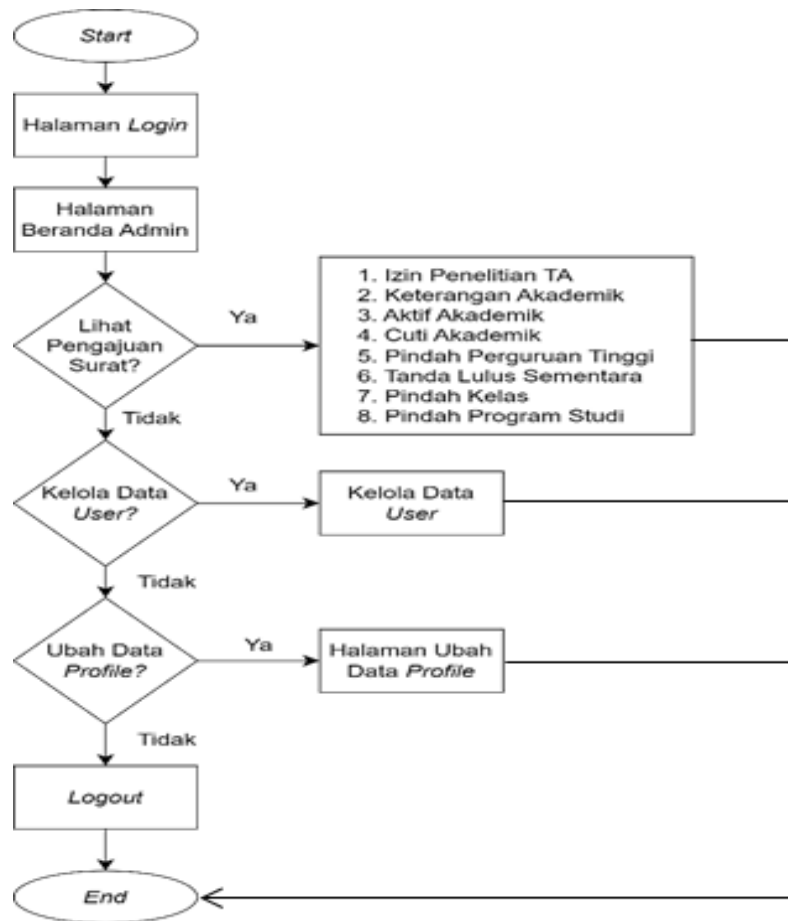 Start
Halaman Login
Halaman
Beranda Admin
Lihat
Pengajuan
Surat?
Ya
1. Izin Penelitian TA
2. Keterangan Akademik
3. Aktif Akademik
4. Cuti Akademik
5. Pindah Perguruan Tinggi
6. Tanda Lulus Sementara
7. Pindah Kelas
8. Pindah Program Studi
Tidak
Kelola Data
User?
Ya
Kelola Data
User
Tidak
Ubah Data
Profile?
Ya
Halaman Ubah
Data Profile
Tidak
Logout
End